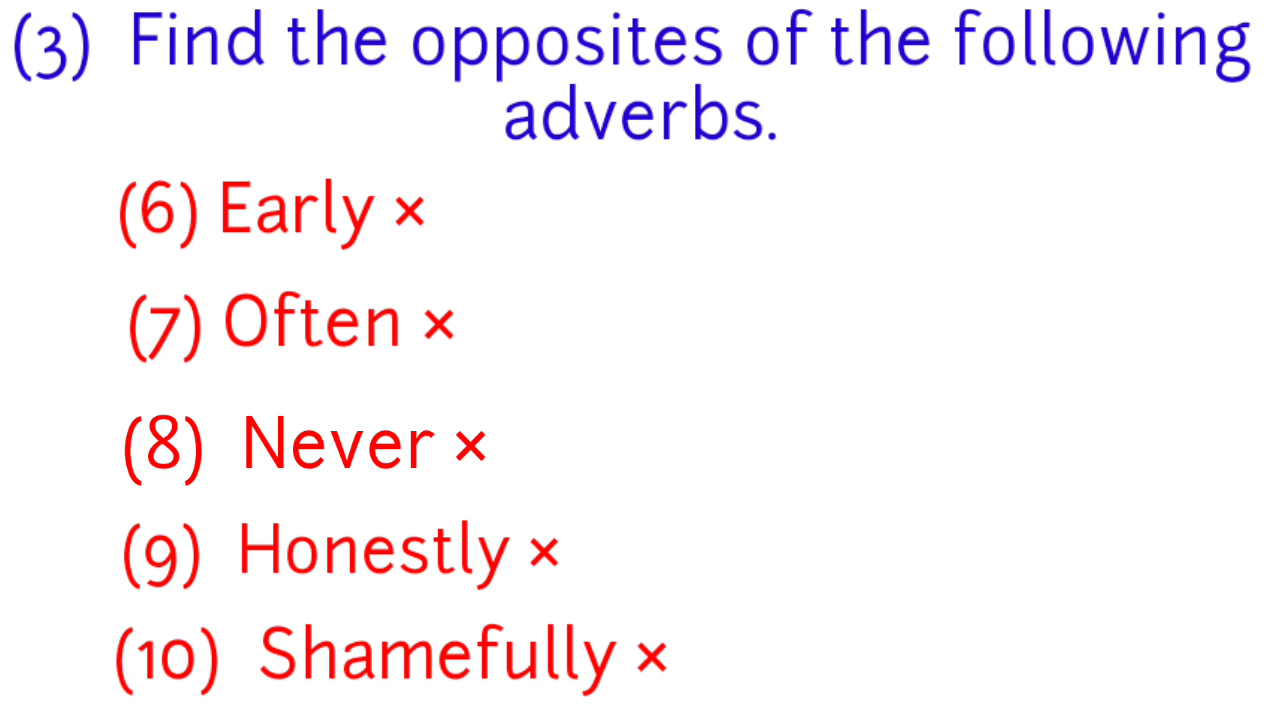 (3) Find the opposites of the following
adverbs.
(6) Early ×
(7) Often ×
(8) Never ×
(9) Honestly ×
(10) Shamefully ×